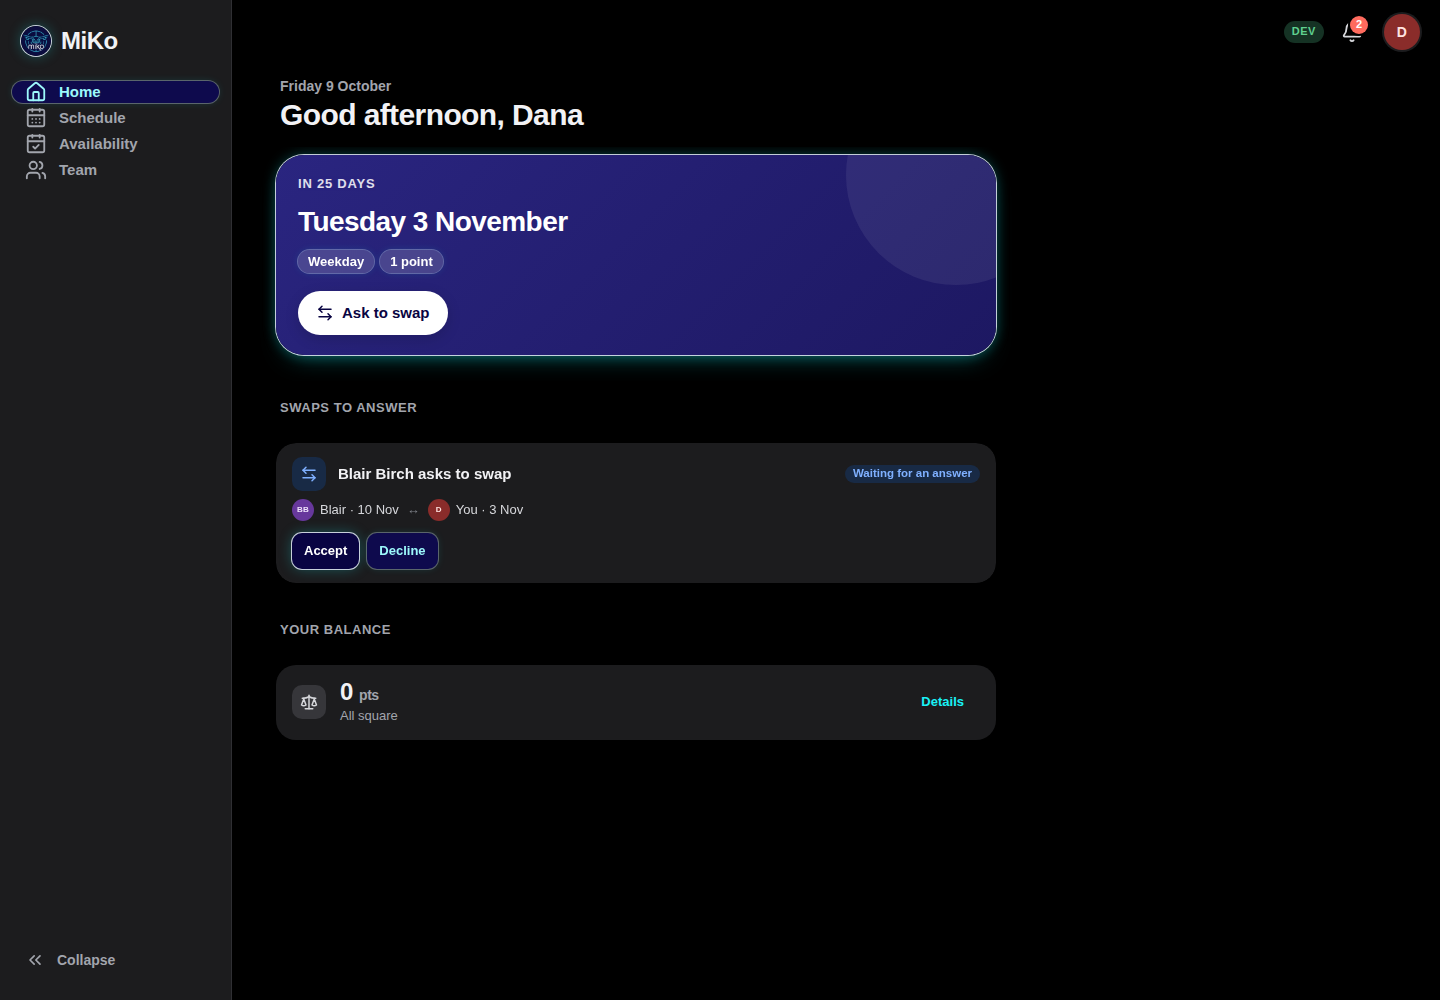 MiKo
Home
Schedule
Availability
Team
Collapse
DEV
2
D
Friday 9 October
Good afternoon, Dana
IN 25 DAYS
Tuesday 3 November
Weekday
1 point
Ask to swap
SWAPS TO ANSWER
Blair Birch asks to swap
Waiting for an answer
BB Blair · 10 Nov ↔ D You · 3 Nov
Accept
Decline
YOUR BALANCE
0 pts
All square
Details